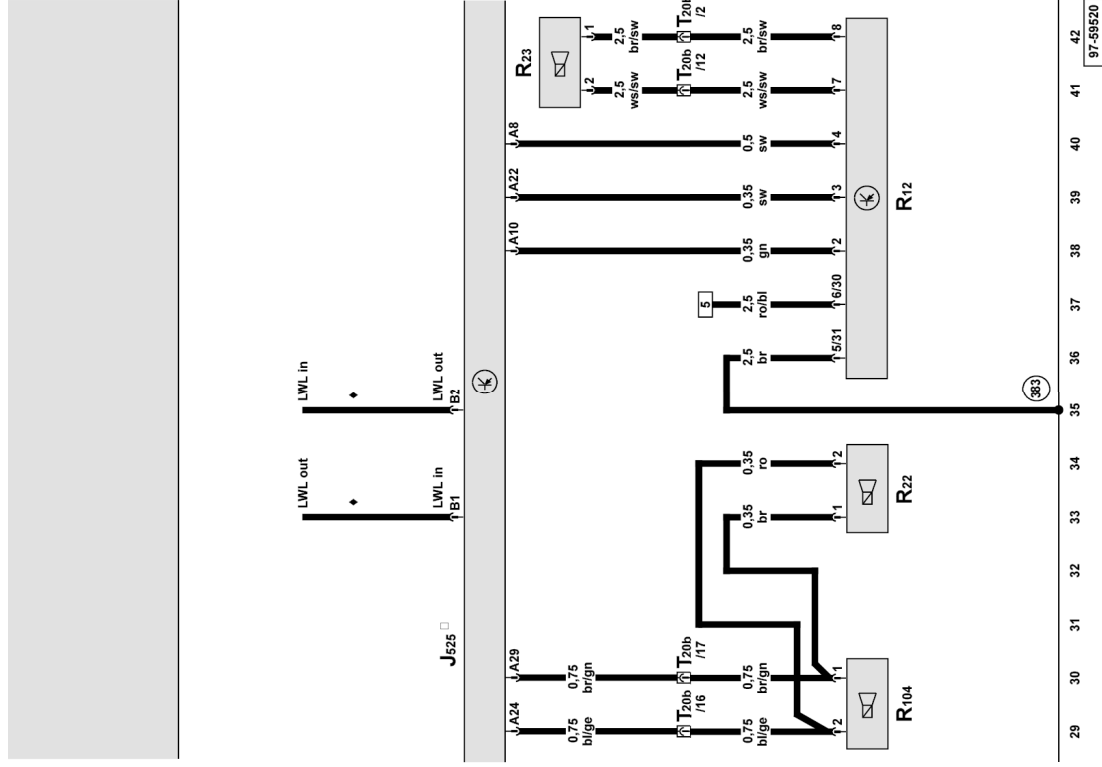 LWL out
LWL in
LWL in
B1
LWL out
B2
J525
A24
A29
A10
A22
A8
0,75
bl/ge
0,75
br/gn
T20b
/16
T20b
/17
0,75
bl/ge
0,75
br/gn
2
1
R104
0,35
br
0,35
ro
1
2
R22
2,5
br
5/31
5
2,5
ro/bl
6/30
0,35
gn
2
0,35
sw
3
0,5
sw
4
R23
2
1
2,5
ws/sw
2,5
br/sw
T20b
/12
T20b
/2
2,5
ws/sw
2,5
br/sw
7
8
R12
383
29
30
31
32
33
34
35
36
37
38
39
40
41
42
97-59520